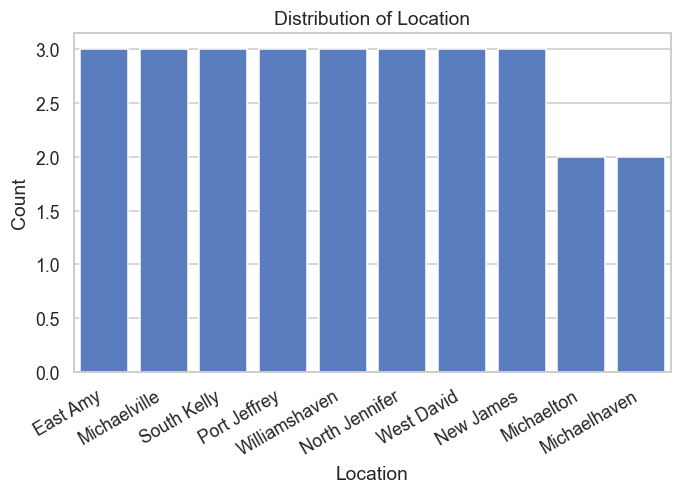 Distribution of Location
Count
3.0
2.5
2.0
1.5
1.0
0.5
0.0
East Amy
Michaelville
South Kelly
Port Jeffrey
Williamshaven
North Jennifer
West David
New James
Michaelton
Michaelhaven
Location